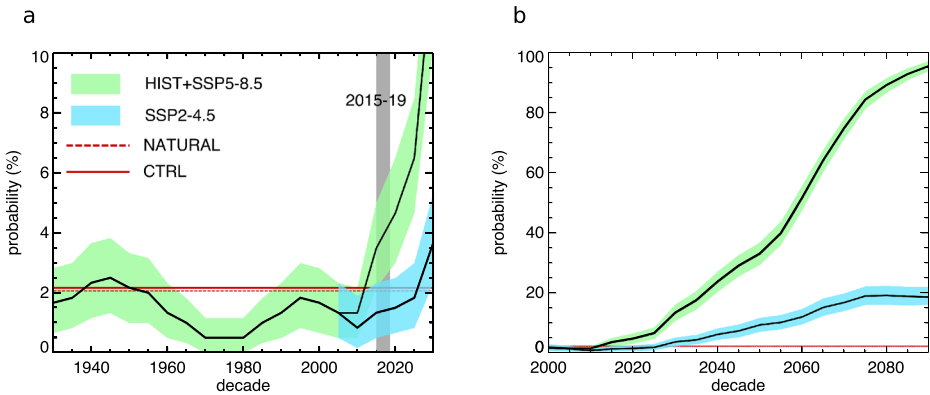 a
probability (%)
10
8
6
4
2
0
HIST+SSP5-8.5
SSP2-4.5
NATURAL
CTRL
2015-19
1940 1960 1980 2000 2020
decade
b
probability (%)
100
80
60
40
20
0
2000 2020 2040 2060 2080
decade